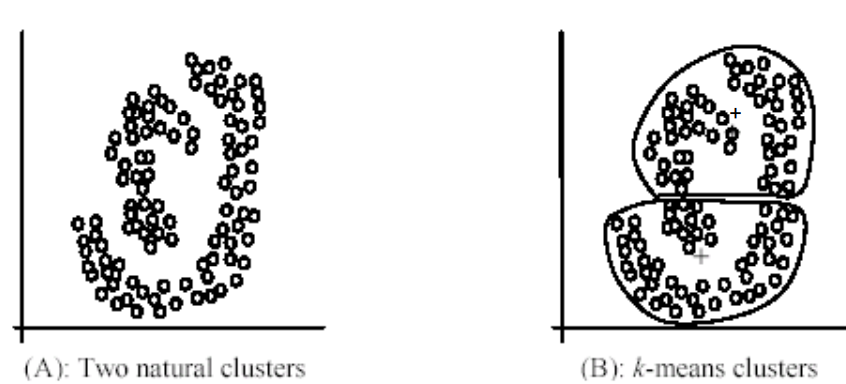 (A): Two natural clusters
(B): k-means clusters